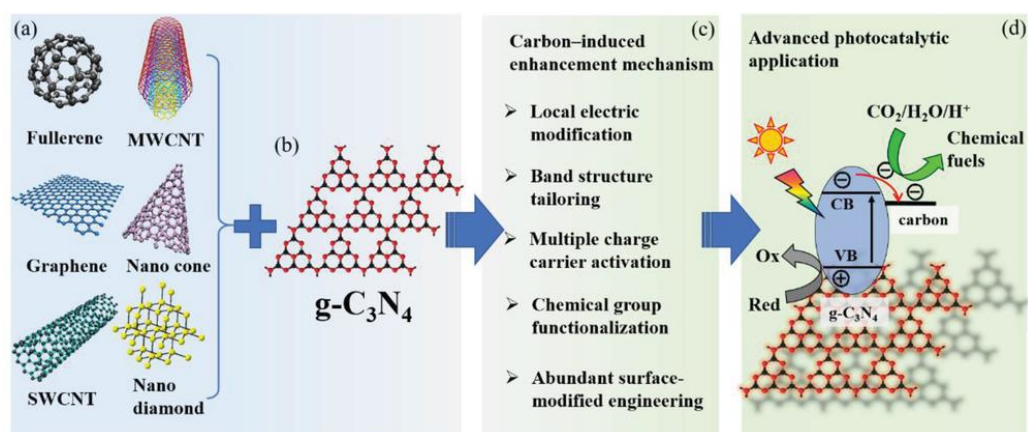 (a)
Fullerene
MWCNT
Graphene
Nano cone
SWCNT
Nano
diamond
(b)
g-C₃N₄
(c)
Carbon–induced
enhancement mechanism
➢ Local electric
modification
➢ Band structure
tailoring
➢ Multiple charge
carrier activation
➢ Chemical group
functionalization
➢ Abundant surface-
modified engineering
(d)
Advanced photocatalytic
application
CO₂/H₂O/H⁺
Chemical
fuels
CB
carbon
VB
Ox
Red
g-C₃N₄